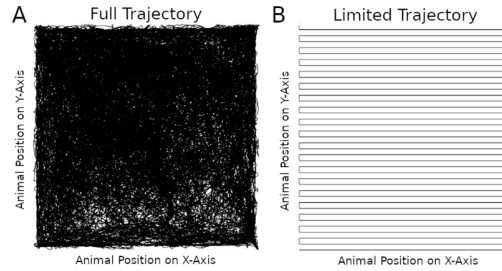 A Full Trajectory
Animal Position on Y-Axis
Animal Position on X-Axis
B Limited Trajectory
Animal Position on Y-Axis
Animal Position on X-Axis